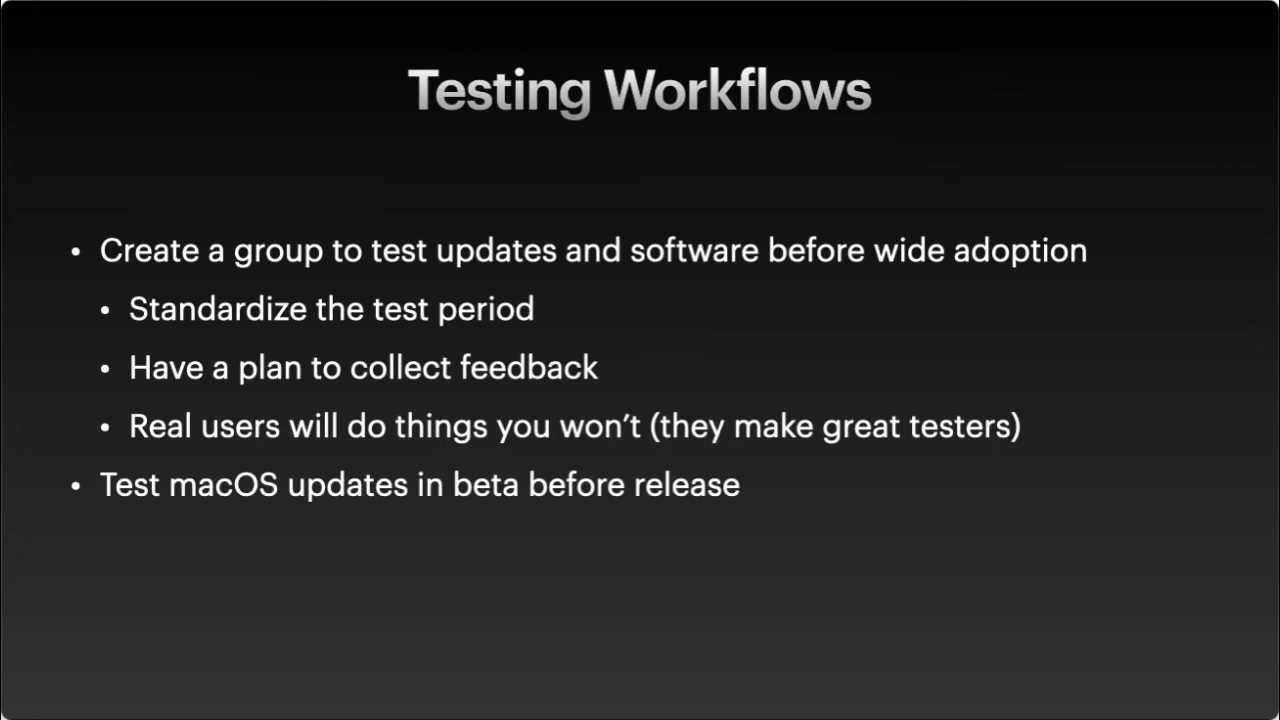 Testing Workflows
• Create a group to test updates and software before wide adoption
• Standardize the test period
• Have a plan to collect feedback
• Real users will do things you won’t (they make great testers)
• Test macOS updates in beta before release